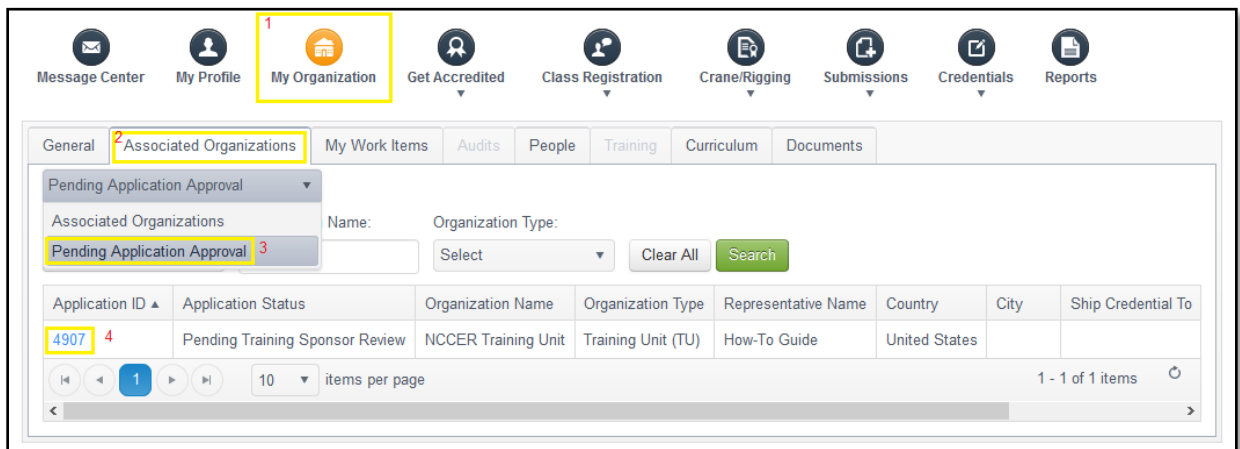 1
Message Center My Profile My Organization Get Accredited Class Registration Crane/Rigging Submissions Credentials Reports
General 2 Associated Organizations My Work Items Audits People Training Curriculum Documents
Pending Application Approval
Associated Organizations Name: Organization Type:
Pending Application Approval 3 Select Clear All Search
Application ID Application Status Organization Name Organization Type Representative Name Country City Ship Credential To
4907 4 Pending Training Sponsor Review NCCER Training Unit Training Unit (TU) How-To Guide United States
1 10 items per page 1 - 1 of 1 items